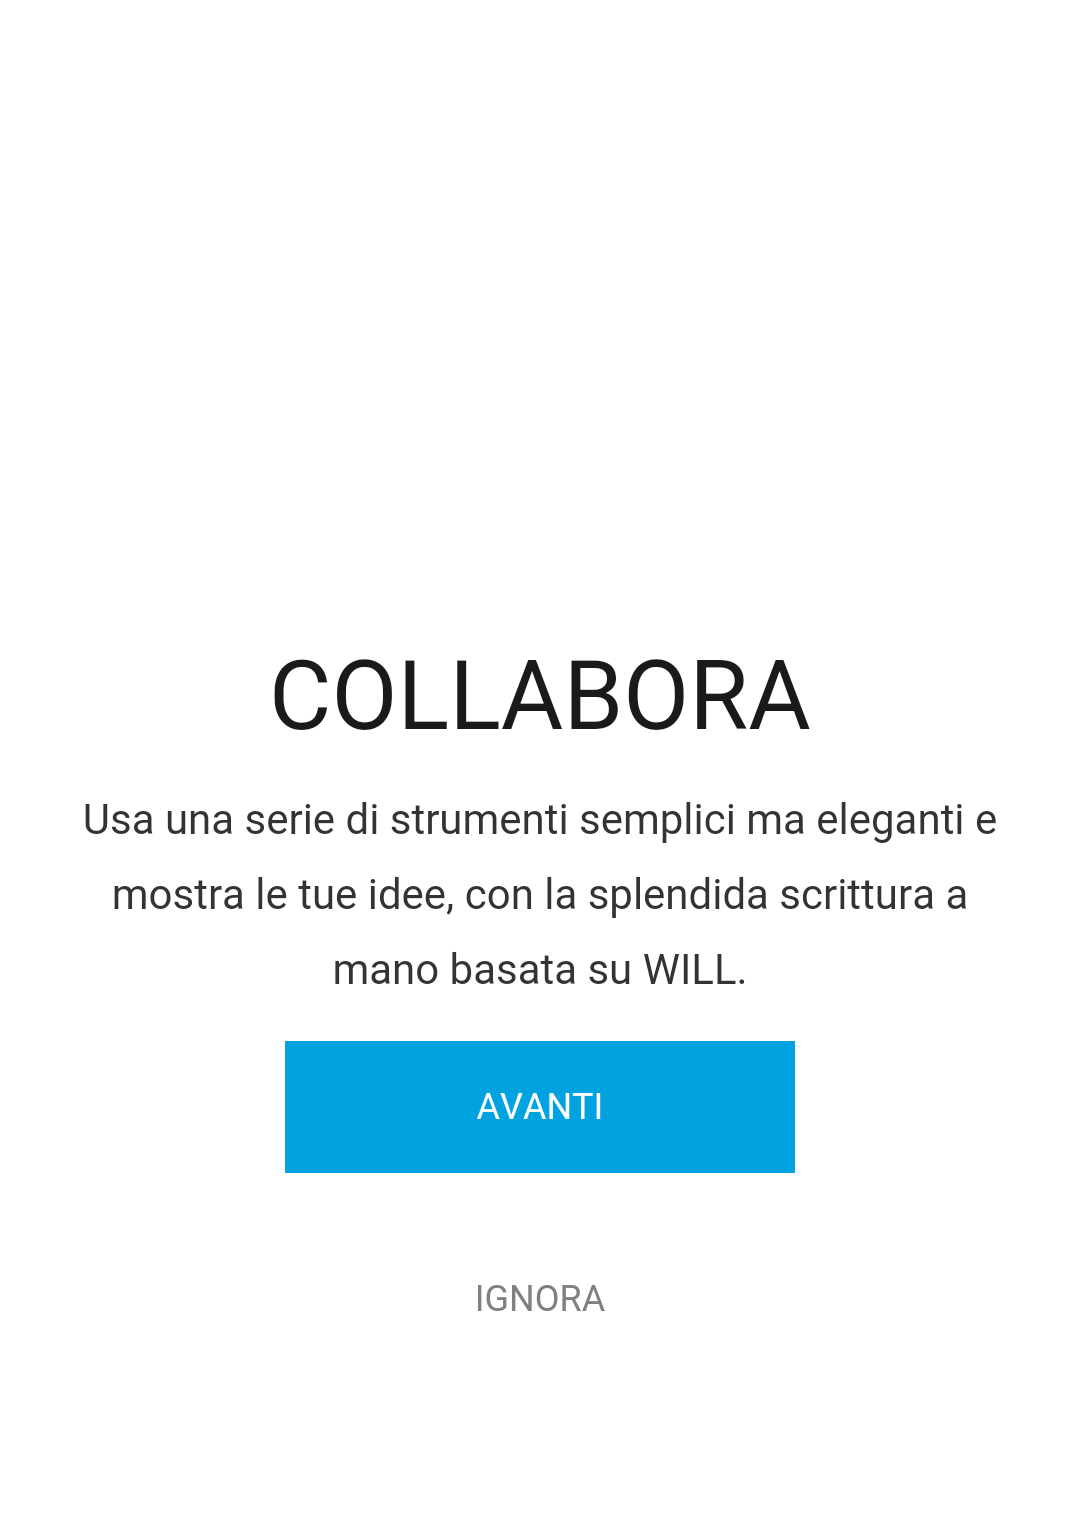 COLLABORA
Usa una serie di strumenti semplici ma eleganti e
mostra le tue idee, con la splendida scrittura a
mano basata su WILL.
AVANTI
IGNORA